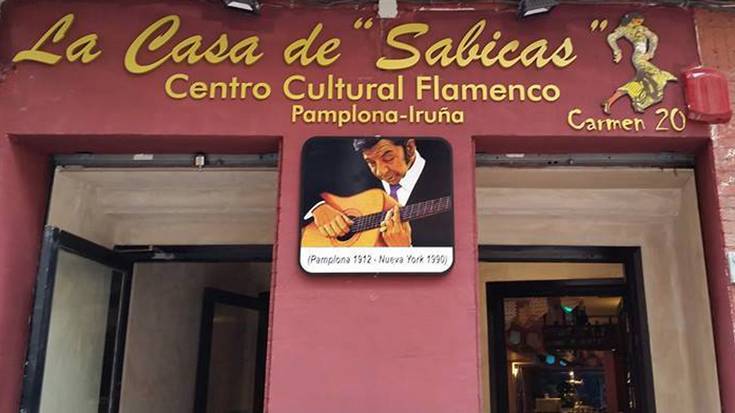 La Casa de "Sabicas"
Centro Cultural Flamenco
Pamplona-Iruña
Carmen 20
(Pamplona 1912 - Nueva York 1990)